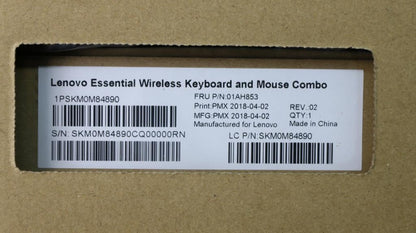 Lenovo Essential Wireless Keyboard and Mouse Combo
1PSKM0M84890
FRU P/N:01AH853
Print:PMX 2018-04-02
REV.:02
MFG:PMX 2018-04-02
QTY:1
Manufactured for Lenovo
Made in China
S/N: SKM0M84890CQ00000RN
LC P/N:SKM0M84890